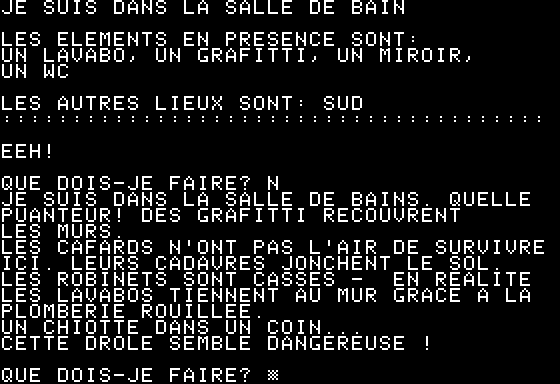 JE SUIS DANS LA SALLE DE BAIN
LES ELEMENTS EN PRESENCE SONT:
UN LAVABO, UN GRAFITTI, UN MIROIR,
UN WC
LES AUTRES LIEUX SONT: SUD
::::::::::::::::::::::::::::::::::::::
EEH!
QUE DOIS-JE FAIRE? N
JE SUIS DANS LA SALLE DE BAINS. QUELLE
PUANTEUR! DES GRAFITTI RECOUVRENT
LES MURS.
LES CAFARDS N'ONT PAS L'AIR DE SURVIVRE
ICI. LEURS CADAVRES JONCHENT LE SOL.
LES ROBINETS SONT CASSES - EN REALITE
LES LAVABOS TIENNENT AU MUR GRACE A LA
PLOMBERIE ROUILLEE.
UN CHIOTTE DANS UN COIN...
CETTE DROLE SEMBLE DANGEREUSE !
QUE DOIS-JE FAIRE?